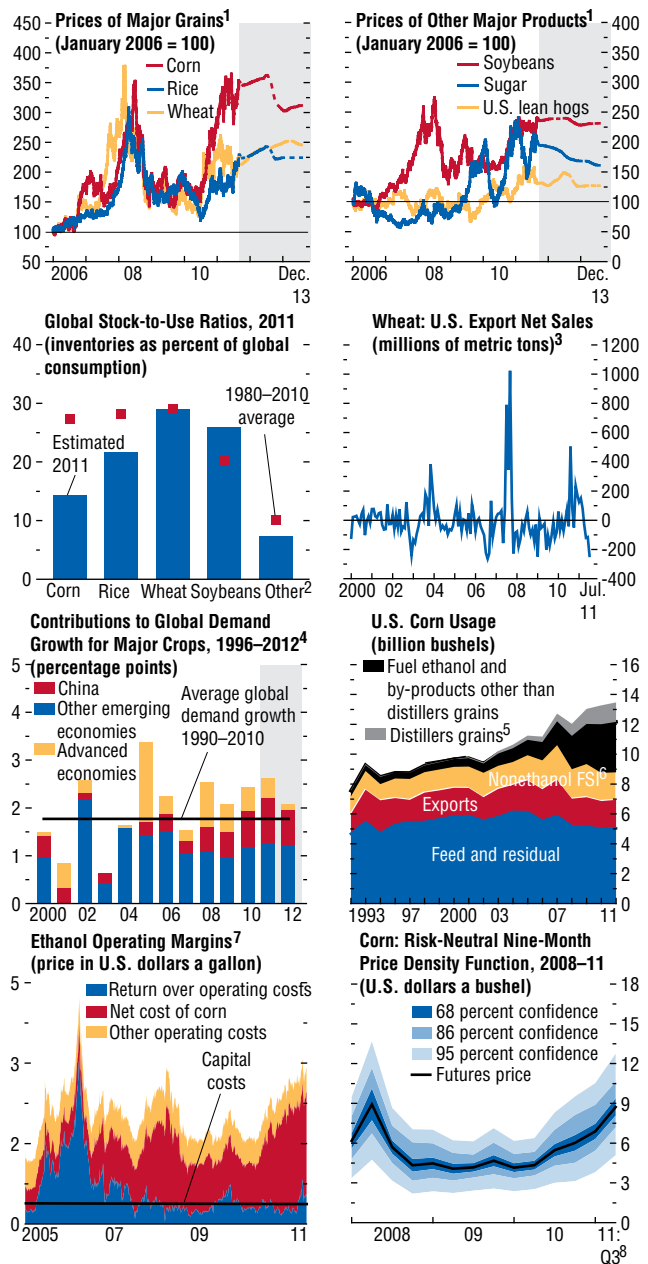 Prices of Major Grains1
(January 2006 = 100)
Corn
Rice
Wheat
450
400
350
300
250
200
150
100
50
2006 08 10 Dec.
13
Prices of Other Major Products1
(January 2006 = 100)
Soybeans
Sugar
U.S. lean hogs
400
350
300
250
200
150
100
50
0
2006 08 10 Dec.
13
Global Stock-to-Use Ratios, 2011
(inventories as percent of global
consumption)
1980–2010
average
Estimated
2011
40
30
20
10
0
Corn Rice Wheat Soybeans Other2
Wheat: U.S. Export Net Sales
(millions of metric tons)3
1200
1000
800
600
400
200
0
-200
-400
2000 02 04 06 08 10 Jul.
11
Contributions to Global Demand
Growth for Major Crops, 1996–20124
(percentage points)
China
Other emerging
economies
Advanced
economies
Average global
demand growth
1990–2010
5
4
3
2
1
0
2000 02 04 06 08 10 12
U.S. Corn Usage
(billion bushels)
Fuel ethanol and
by-products other than
distillers grains
Distillers grains5
Nonethanol FSI6
Exports
Feed and residual
16
14
12
10
8
6
4
2
0
1993 97 2000 02 07 11
Ethanol Operating Margins7
(price in U.S. dollars a gallon)
Return over operating costs
Net cost of corn
Other operating costs
Capital
costs
5
3
2
0
2005 07 09 11
Corn: Risk-Neutral Nine-Month
Price Density Function, 2008–11
(U.S. dollars a bushel)
68 percent confidence
86 percent confidence
95 percent confidence
Futures price
18
15
12
9
6
3
0
2008 09 10 11:
Q38